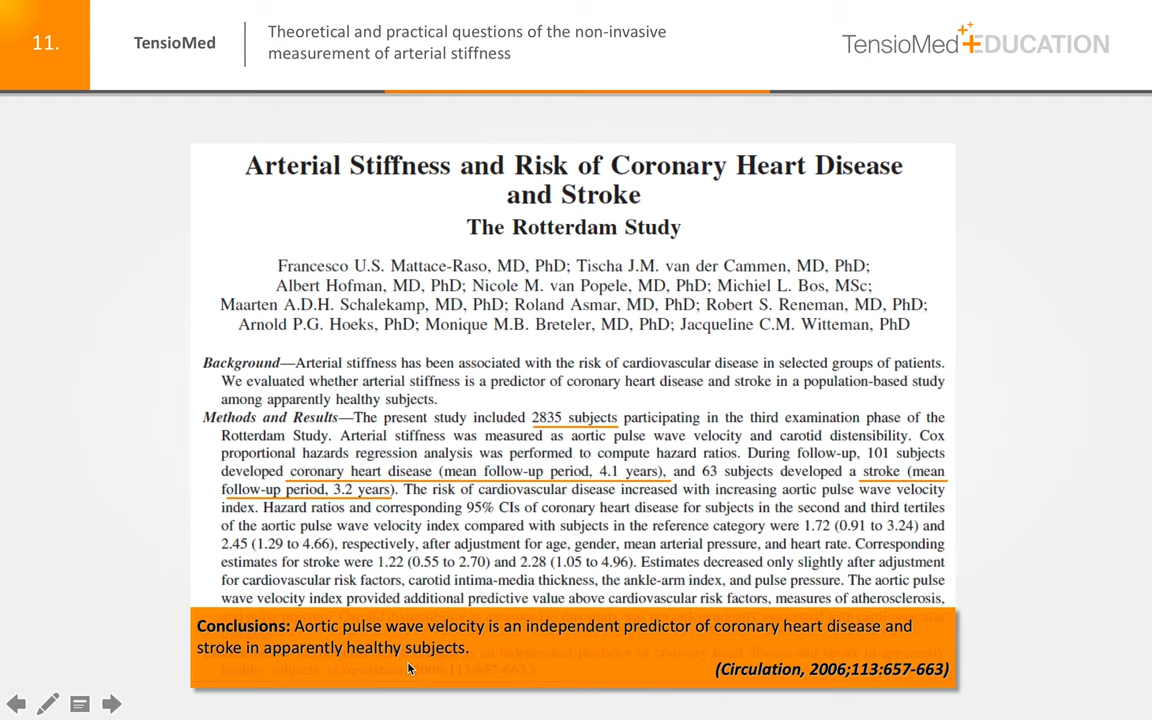 11.
TensioMed
Theoretical and practical questions of the non-invasive
measurement of arterial stiffness
TensioMed EDUCATION
Arterial Stiffness and Risk of Coronary Heart Disease
and Stroke
The Rotterdam Study
Francesco U.S. Mattace-Raso, MD, PhD; Tischa J.M. van der Cammen, MD, PhD;
Albert Hofman, MD, PhD; Nicole M. van Popele, MD, PhD; Michiel L. Bos, MSc;
Maarten A.D.H. Schalekamp, MD, PhD; Roland Asmar, MD, PhD; Robert S. Reneman, MD, PhD;
Arnold P.G. Hoeks, PhD; Monique M.B. Breteler, MD, PhD; Jacqueline C.M. Witteman, PhD
Background—Arterial stiffness has been associated with the risk of cardiovascular disease in selected groups of patients.
We evaluated whether arterial stiffness is a predictor of coronary heart disease and stroke in a population-based study
among apparently healthy subjects.
Methods and Results—The present study included 2835 subjects participating in the third examination phase of the
Rotterdam Study. Arterial stiffness was measured as aortic pulse wave velocity and carotid distensibility. Cox
proportional hazards regression analysis was performed to compute hazard ratios. During follow-up, 101 subjects
developed coronary heart disease (mean follow-up period, 4.1 years), and 63 subjects developed a stroke (mean
follow-up period, 3.2 years). The risk of cardiovascular disease increased with increasing aortic pulse wave velocity
index. Hazard ratios and corresponding 95% CIs of coronary heart disease for subjects in the second and third tertiles
of the aortic pulse wave velocity index compared with subjects in the reference category were 1.72 (0.91 to 3.24) and
2.45 (1.29 to 4.66), respectively, after adjustment for age, gender, mean arterial pressure, and heart rate. Corresponding
estimates for stroke were 1.22 (0.55 to 2.70) and 2.28 (1.05 to 4.96). Estimates decreased only slightly after adjustment
for cardiovascular risk factors, carotid intima-media thickness, the ankle-arm index, and pulse pressure. The aortic pulse
wave velocity index provided additional predictive value above cardiovascular risk factors, measures of atherosclerosis,
Conclusions: Aortic pulse wave velocity is an independent predictor of coronary heart disease and
stroke in apparently healthy subjects.
(Circulation, 2006;113:657-663)